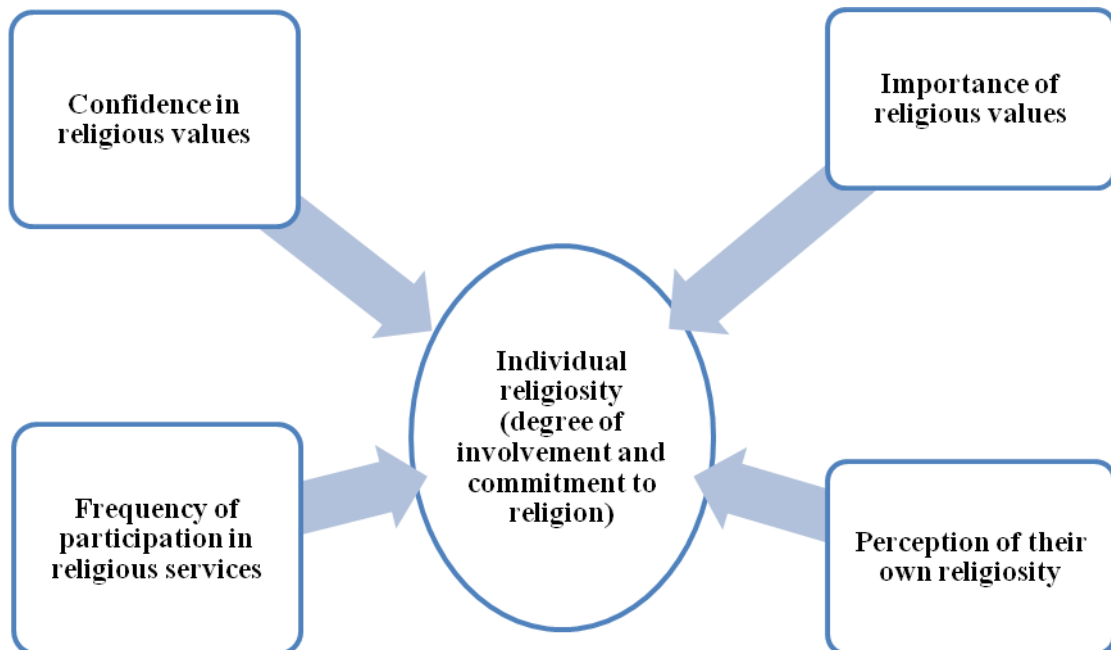 Confidence in
religious values
Importance of
religious values
Individual
religiosity
(degree of
involvement and
commitment to
religion)
Frequency of
participation in
religious services
Perception of their
own religiosity